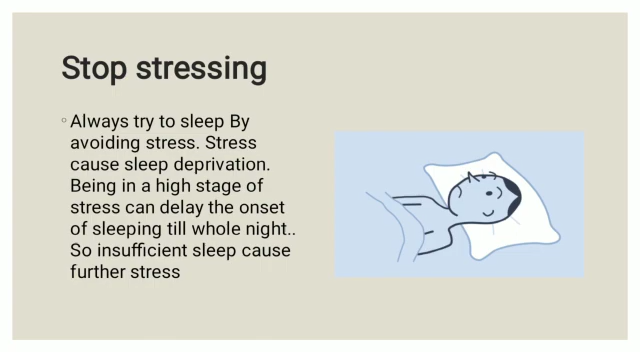 Stop stressing
Always try to sleep By
avoiding stress. Stress
cause sleep deprivation.
Being in a high stage of
stress can delay the onset
of sleeping till whole night..
So insufficient sleep cause
further stress